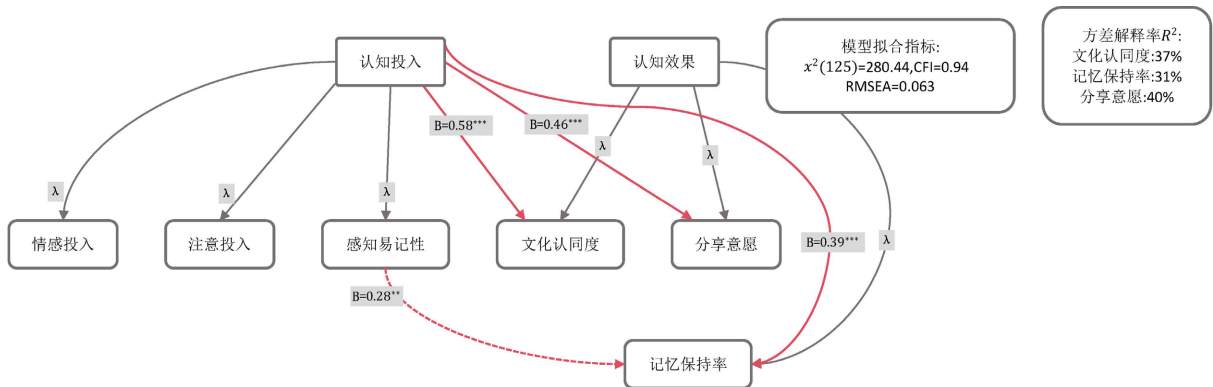 认知投入
认知效果
模型拟合指标:
x²(125)=280.44,CFI=0.94
RMSEA=0.063
方差解释率R²:
文化认同度:37%
记忆保持率:31%
分享意愿:40%
B=0.58***
B=0.46***
λ
λ
λ
λ
λ
情感投入
注意投入
感知易记性
文化认同度
分享意愿
B=0.39***
λ
B=0.28**
记忆保持率